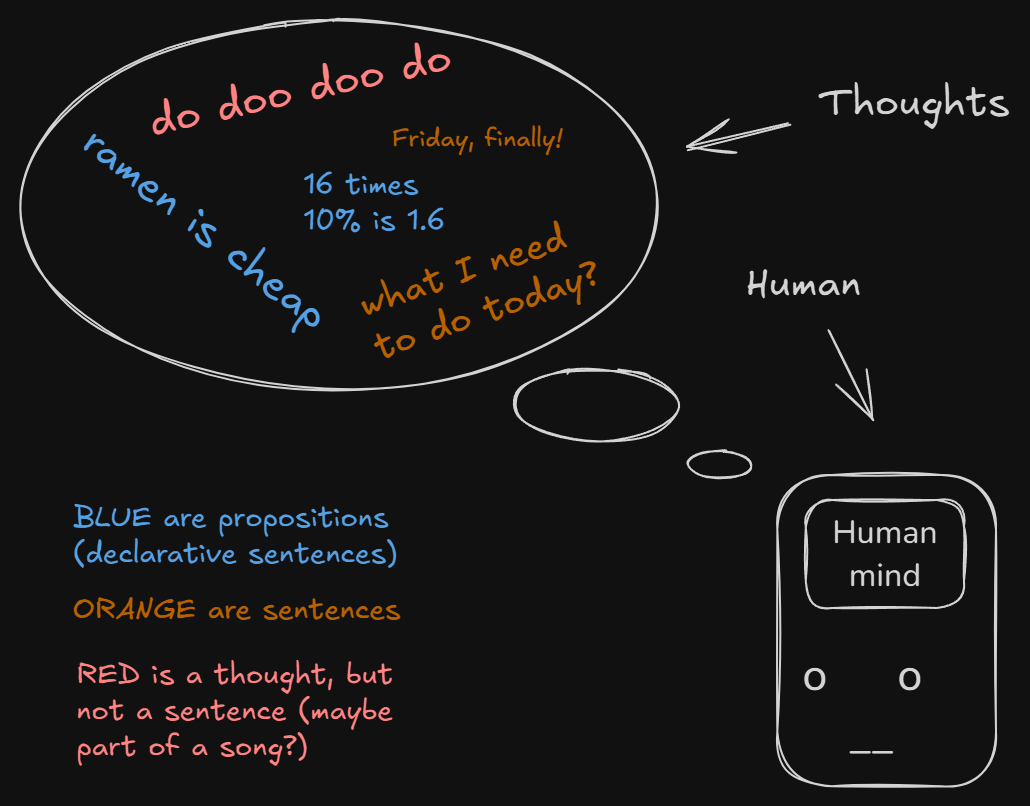 do doo doo do
Thoughts
Friday, finally!
ramen is cheap
16 times
10% is 1.6
what I need
to do today?
Human
BLUE are propositions
(declarative sentences)
ORANGE are sentences
RED is a thought, but
not a sentence (maybe
part of a song?)
Human
mind
o o
__